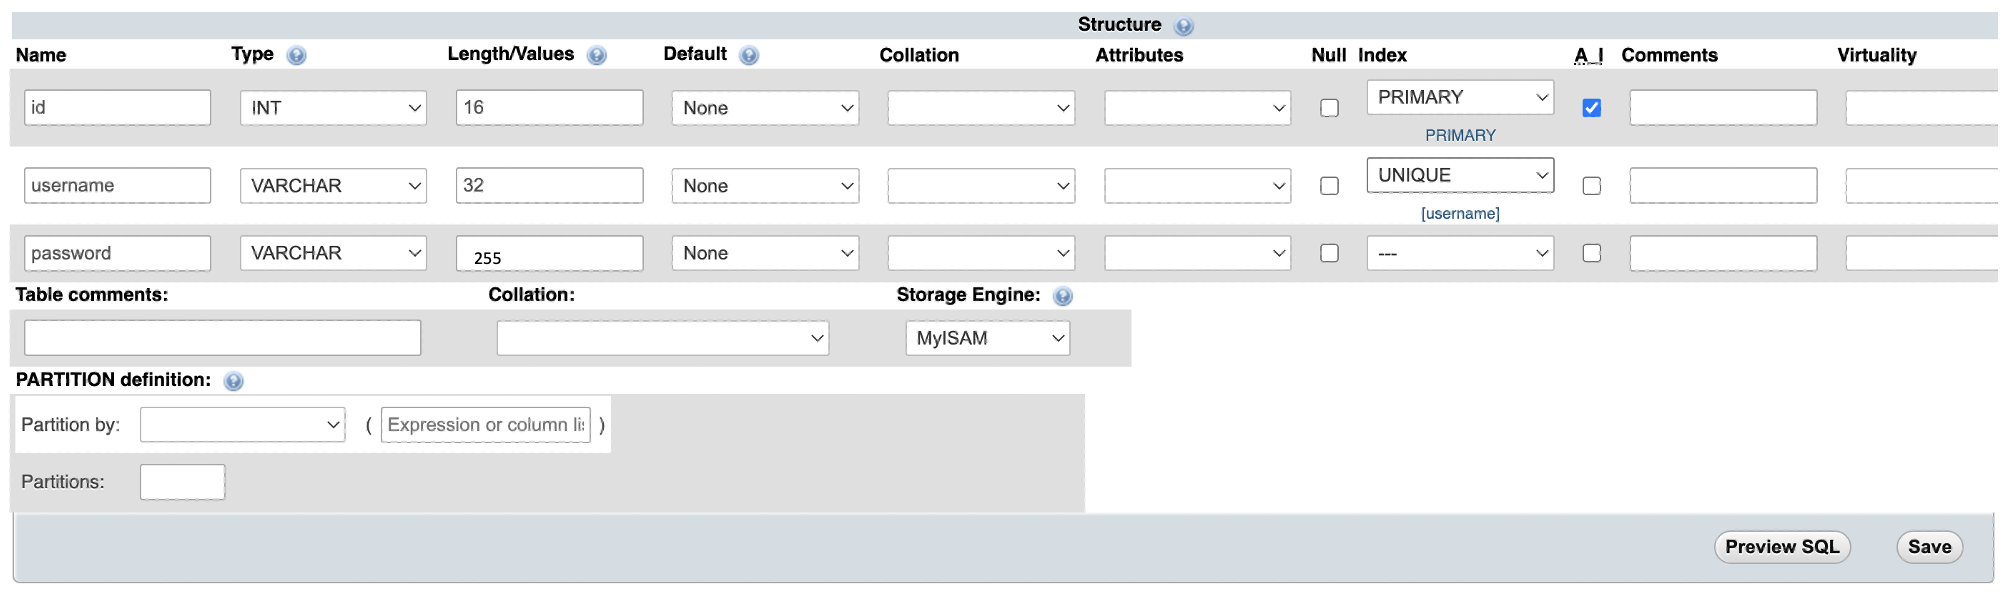 Structure
Name Type Length/Values Default Collation Attributes Null Index A_I Comments Virtuality
id INT 16 None PRIMARY
PRIMARY
username VARCHAR 32 None UNIQUE
[username]
password VARCHAR 255 None ---
Table comments: Collation: Storage Engine:
MyISAM
PARTITION definition:
Partition by: ( Expression or column li )
Partitions:
Preview SQL Save